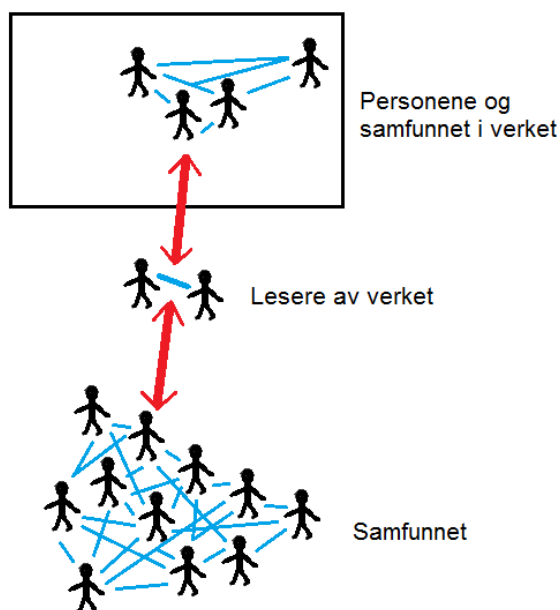 Personene og
samfunnet i verket
Lesere av verket
Samfunnet